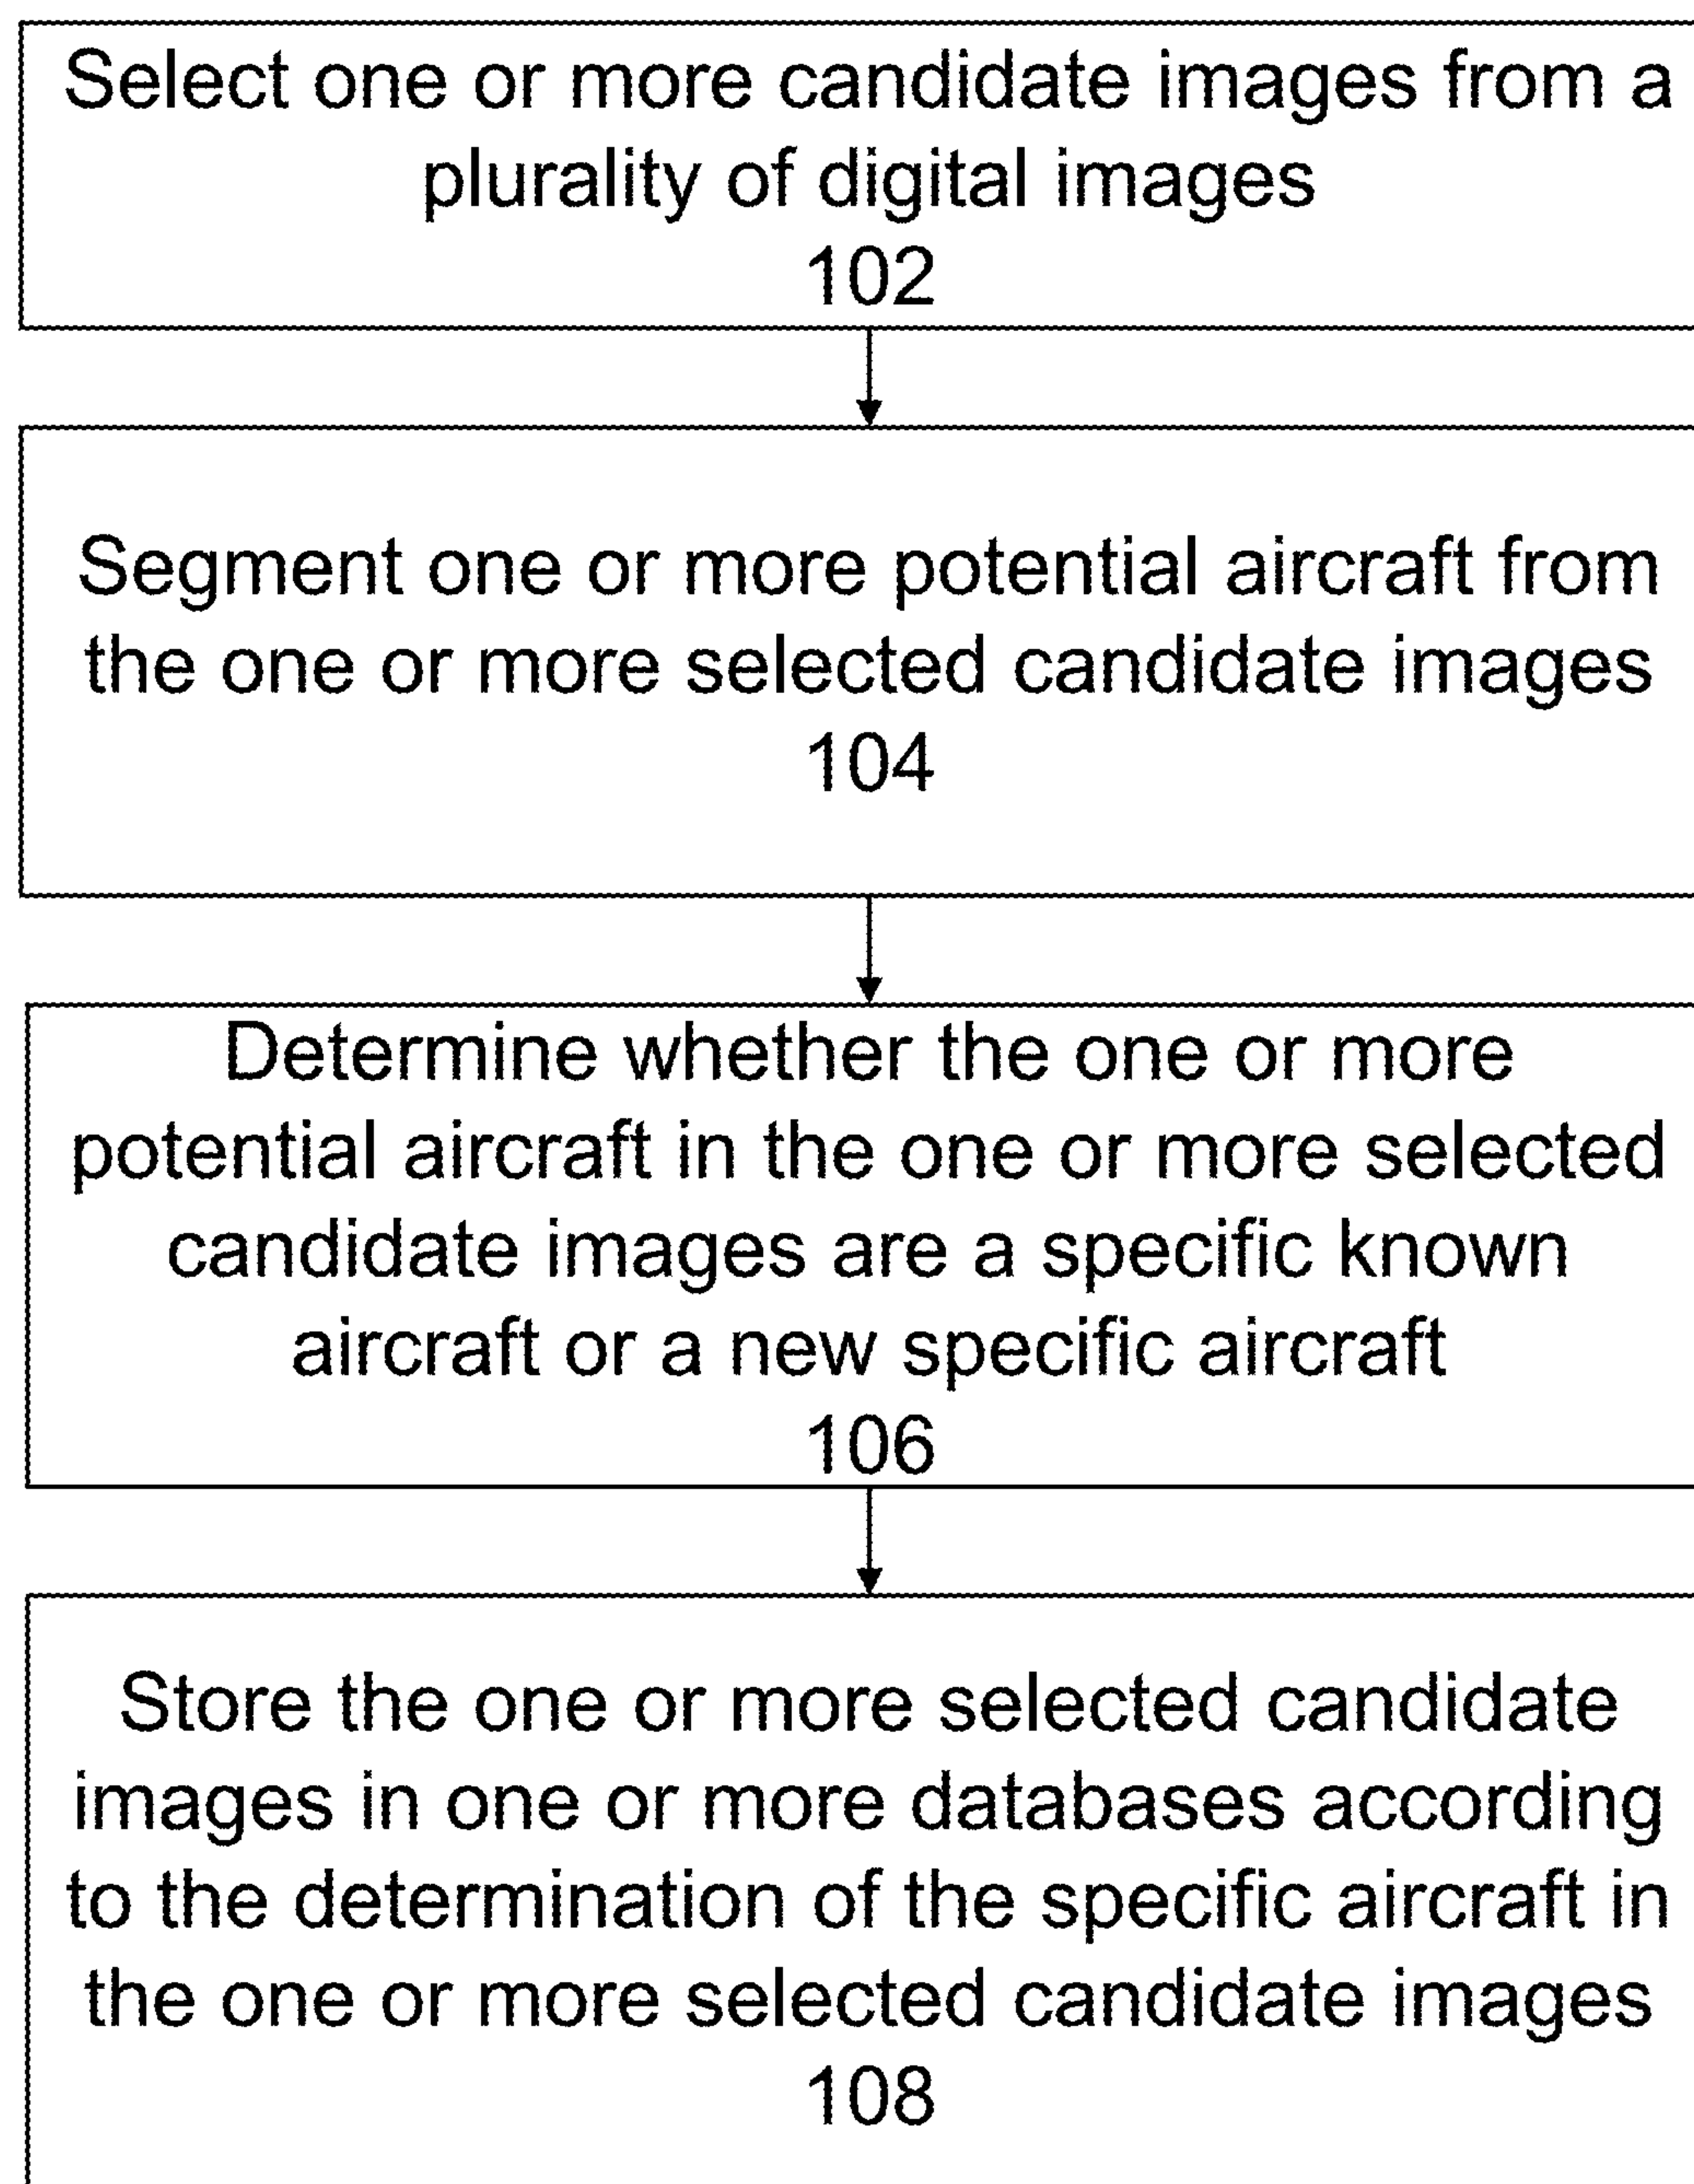 Select one or more candidate images from a
plurality of digital images
102
Segment one or more potential aircraft from
the one or more selected candidate images
104
Determine whether the one or more
potential aircraft in the one or more selected
candidate images are a specific known
aircraft or a new specific aircraft
106
Store the one or more selected candidate
images in one or more databases according
to the determination of the specific aircraft in
the one or more selected candidate images
108